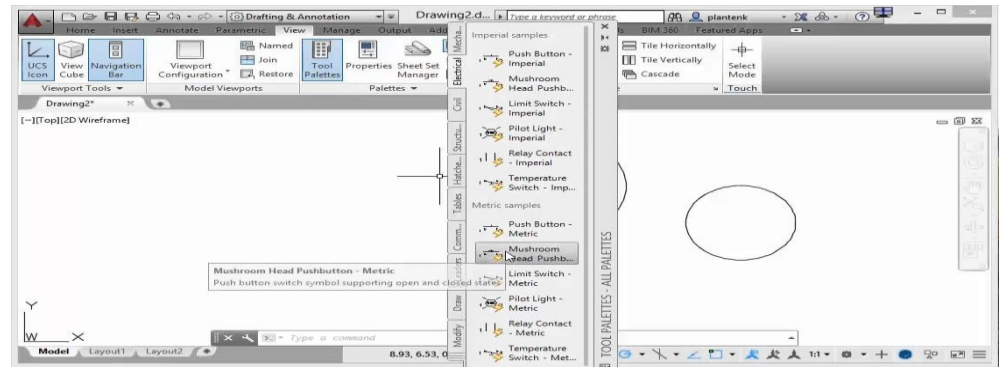 Drafting & Annotation
Drawing2.d...
Type a keyword or phrase
plantenk
Home Insert Annotate Parametric View Manage Output Add
BIM 360 Featured Apps
UCS Icon
View Cube
Navigation Bar
Viewport Configuration
Named
Join
Restore
Tool Palettes
Properties
Sheet Set Manager
Tile Horizontally
Tile Vertically
Cascade
Select Mode
Viewport Tools
Model Viewports
Palettes
Touch
Drawing2*
[−][Top][2D Wireframe]
Mecha...
Electrical
Civil
Structu...
Hatche...
Tables
Comm...
Leaders
Draw
Modify
Imperial samples
Push Button -
Imperial
Mushroom
Head Pushb...
Limit Switch -
Imperial
Pilot Light -
Imperial
Relay Contact
- Imperial
Temperature
Switch - Imp...
Metric samples
Push Button -
Metric
Mushroom
Head Pushb...
Limit Switch -
Metric
Pilot Light -
Metric
Relay Contact
- Metric
Temperature
Switch - Met...
TOOL PALETTES - ALL PALETTES
Mushroom Head Pushbutton - Metric
Push button switch symbol supporting open and closed states
Y
W X
Type a command
Model Layout1 Layout2 +
8.93, 6.53, 0
1:1